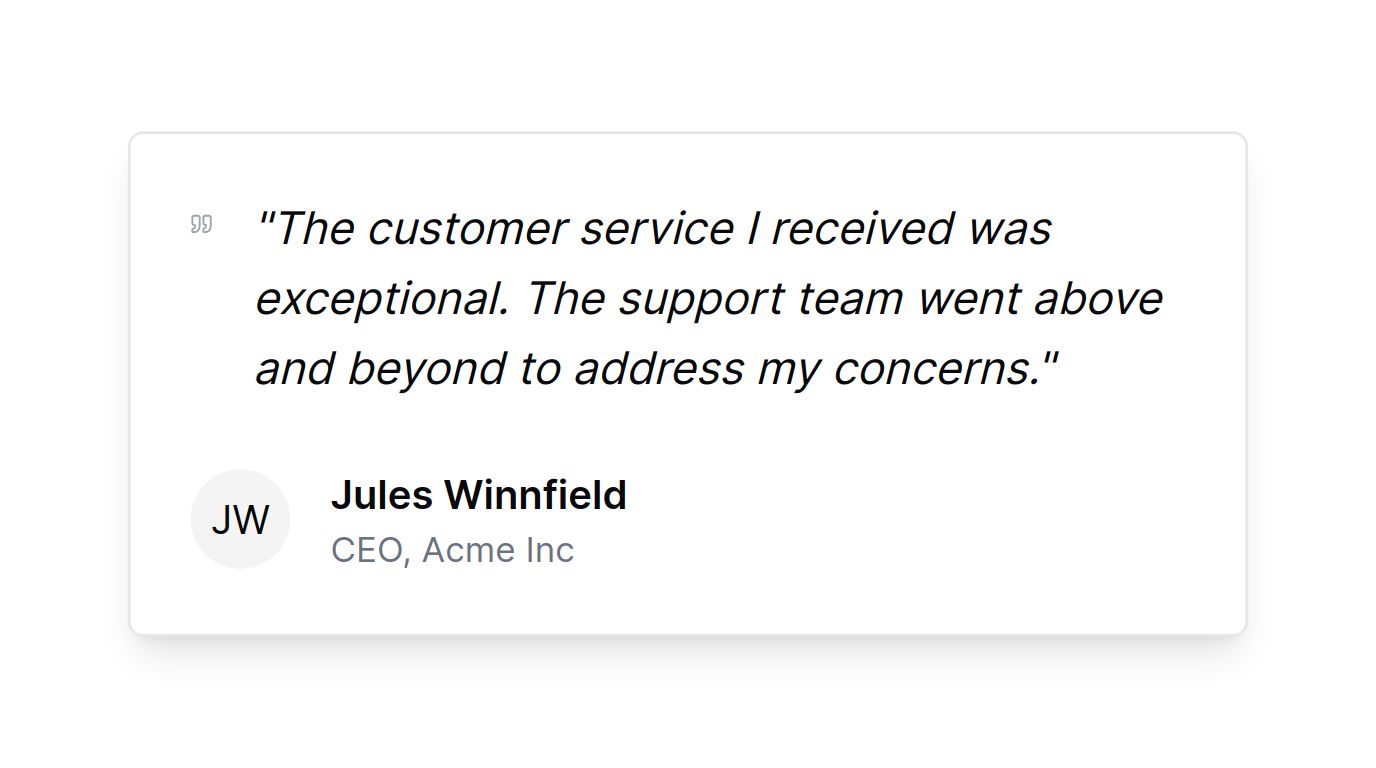 "The customer service I received was
exceptional. The support team went above
and beyond to address my concerns."
JW
Jules Winnfield
CEO, Acme Inc